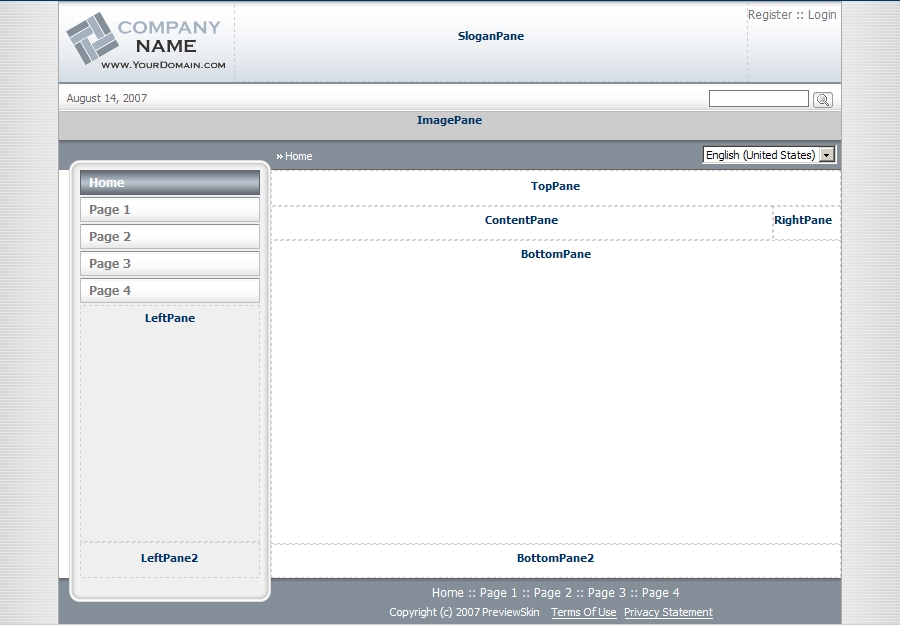 COMPANY
NAME
www.YourDomain.com
SloganPane
Register :: Login
August 14, 2007
ImagePane
» Home
English (United States)
Home
Page 1
Page 2
Page 3
Page 4
LeftPane
LeftPane2
TopPane
ContentPane
RightPane
BottomPane
BottomPane2
Home :: Page 1 :: Page 2 :: Page 3 :: Page 4
Copyright (c) 2007 PreviewSkin Terms Of Use Privacy Statement